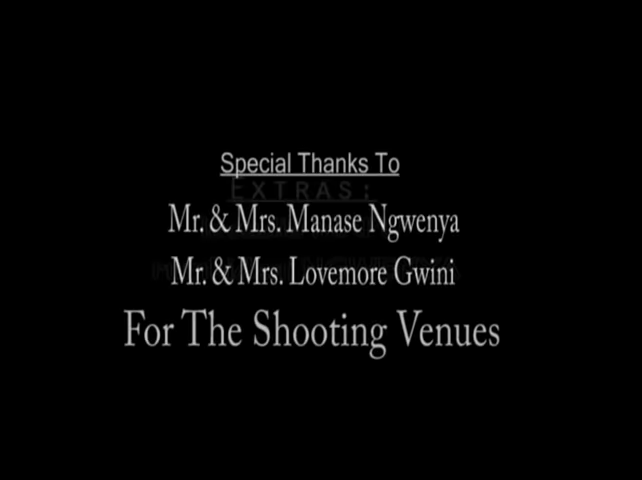 Special Thanks To
EXTRAS:
Mr. & Mrs. Manase Ngwenya
Mr. & Mrs. Lovemore Gwini
For The Shooting Venues